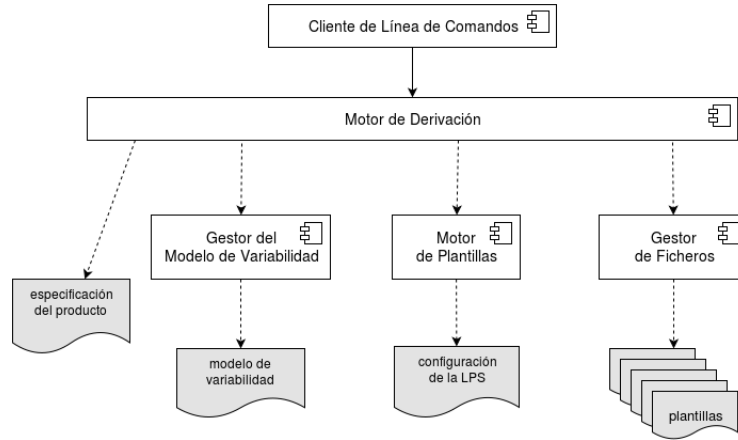 Cliente de Línea de Comandos
Motor de Derivación
Gestor del
Modelo de Variabilidad
Motor
de Plantillas
Gestor
de Ficheros
especificación
del producto
modelo de
variabilidad
configuración
de la LPS
plantillas